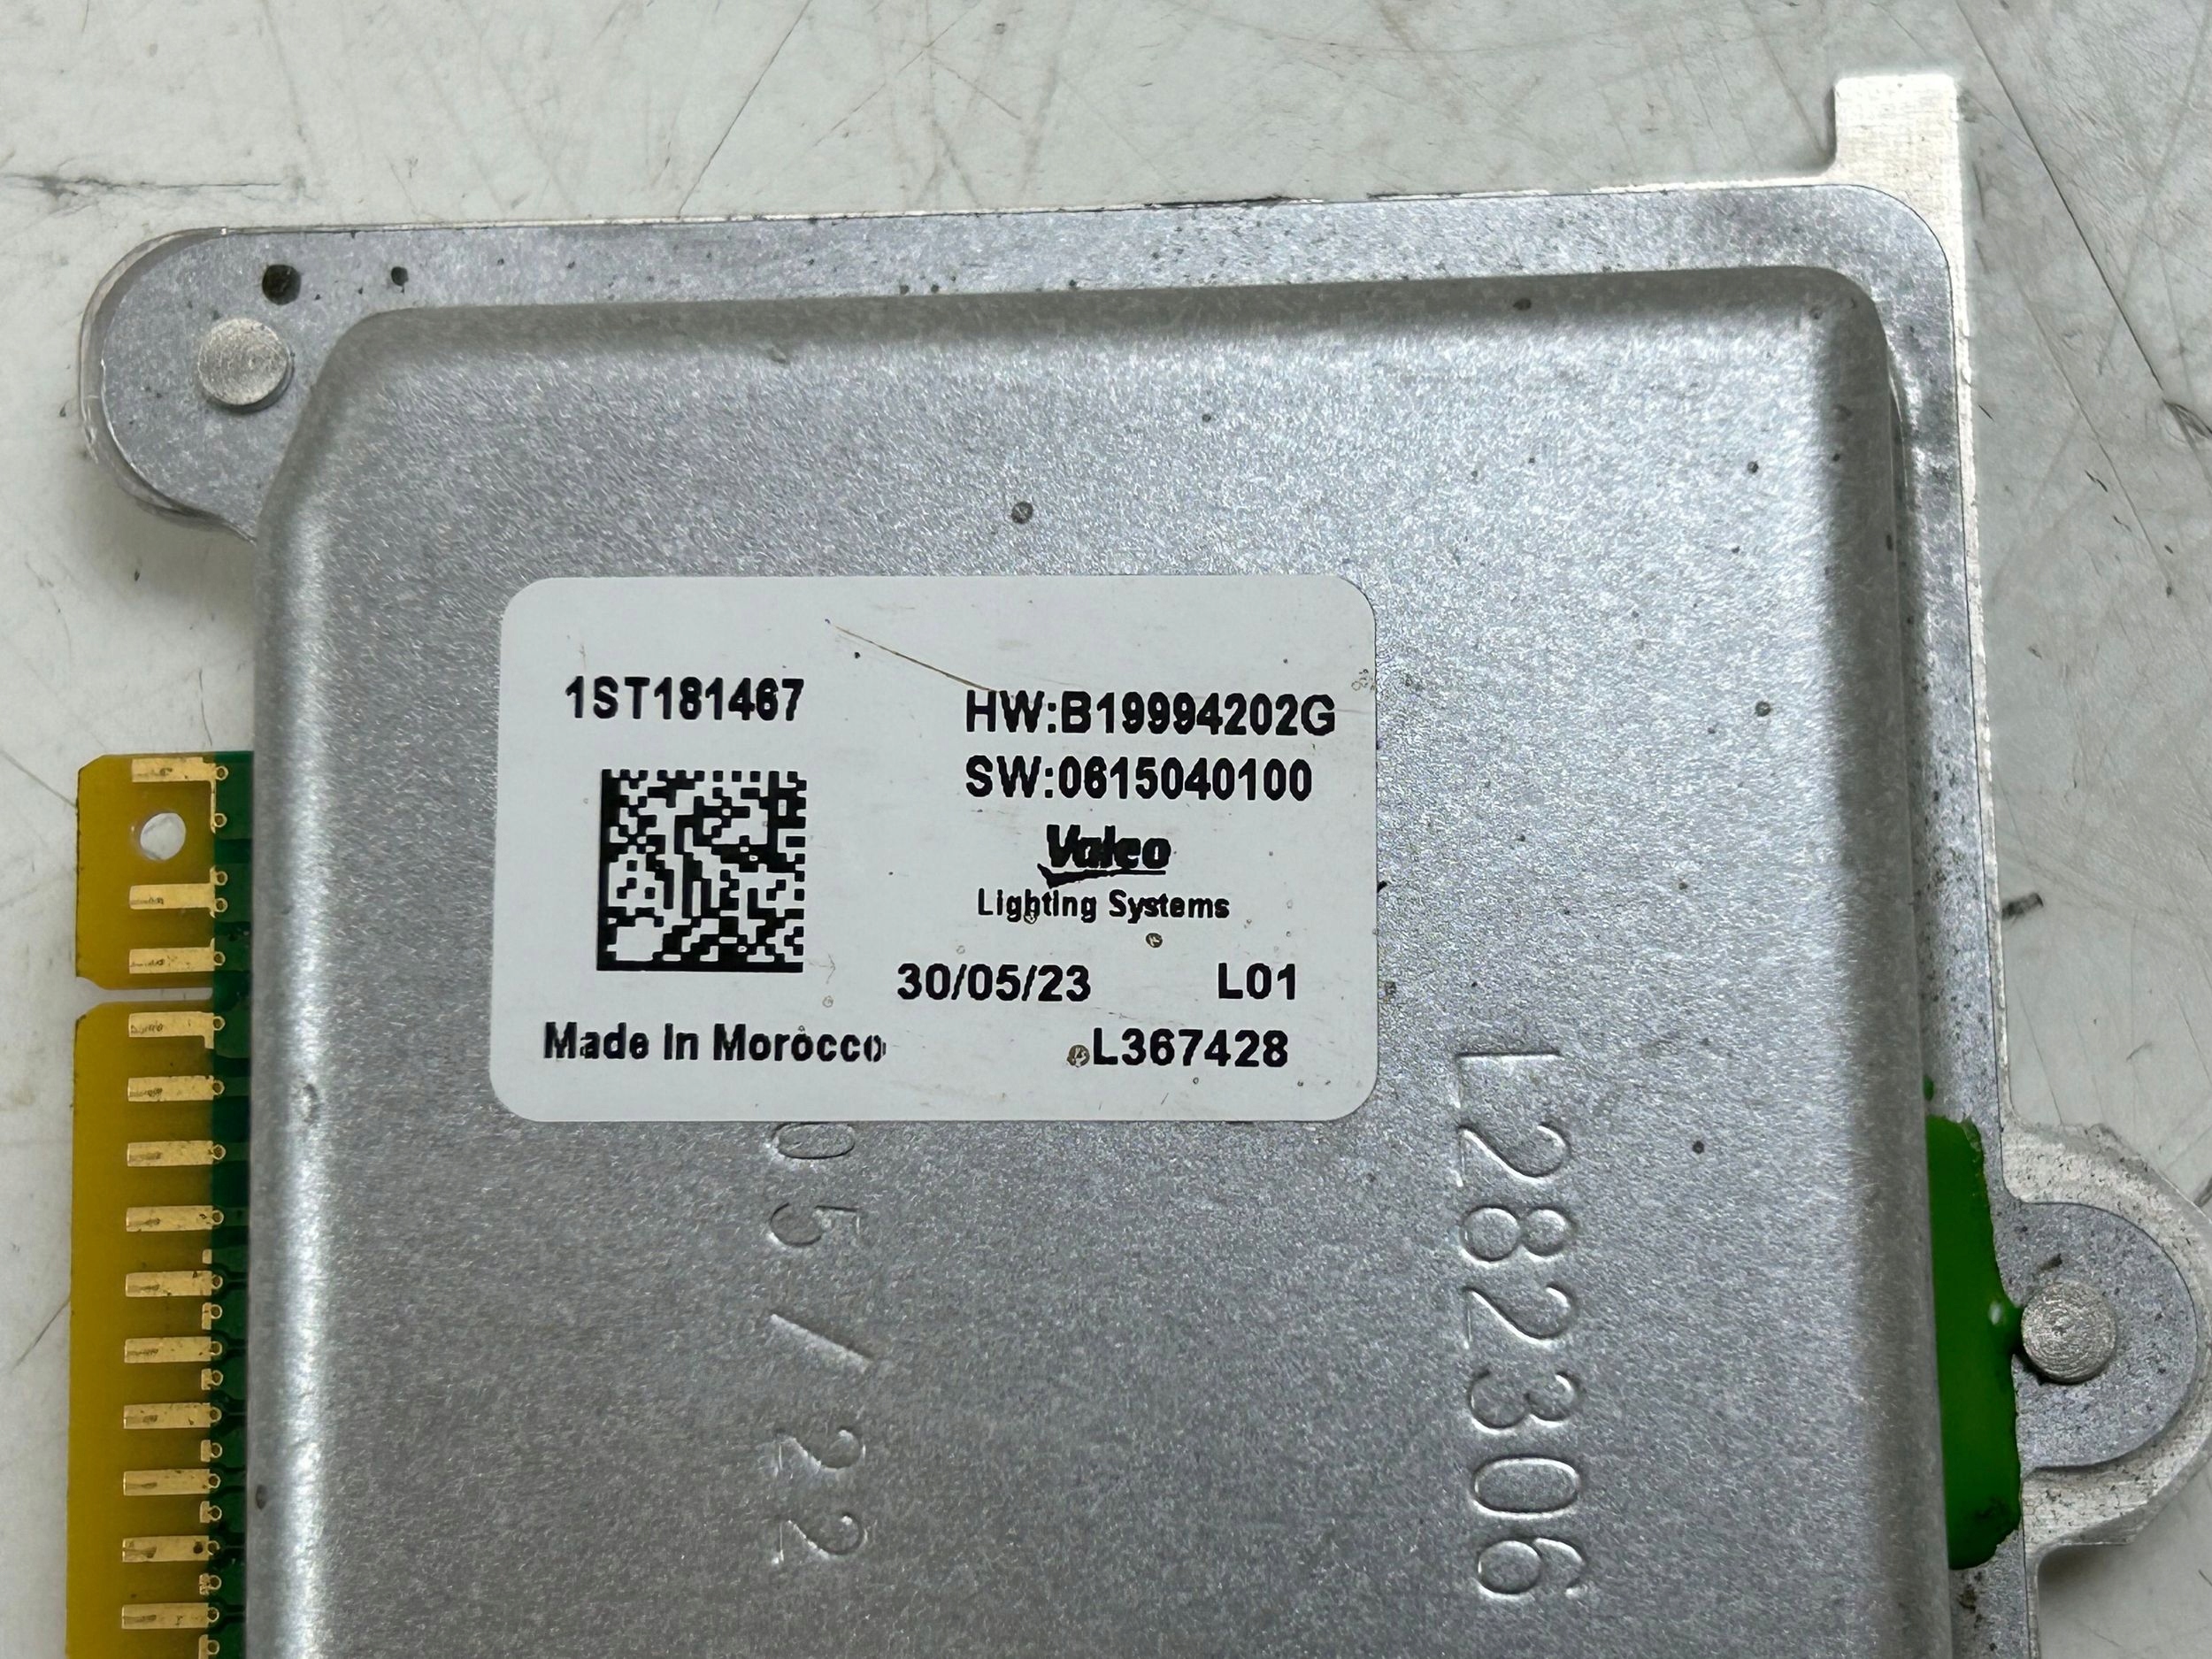 1ST181467
HW:B19994202G
SW:0615040100
Valeo
Lighting Systems
30/05/23 L01
Made In Morocco L367428
05/22
L282306